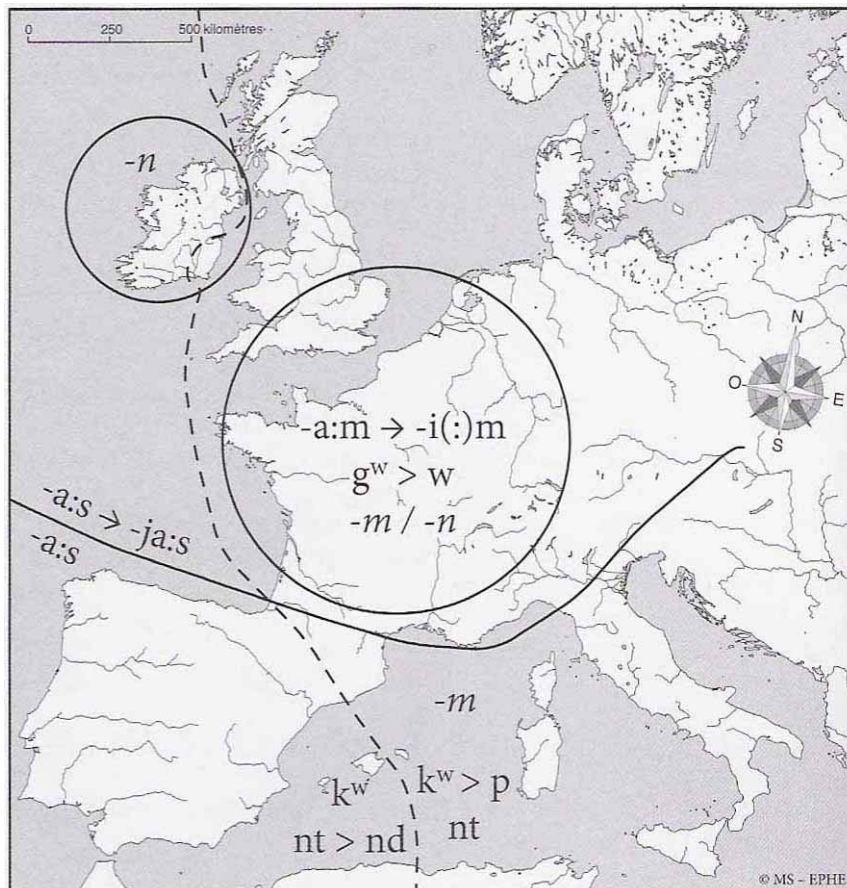 0 250 500 kilomètres
-n
N
O
E
S
-a:m → -i(:)m
gʷ > w
-m / -n
-a:s → -ja:s
-a:s
-m
kʷ
kʷ > p
nt > nd
nt
© MS – EPHE